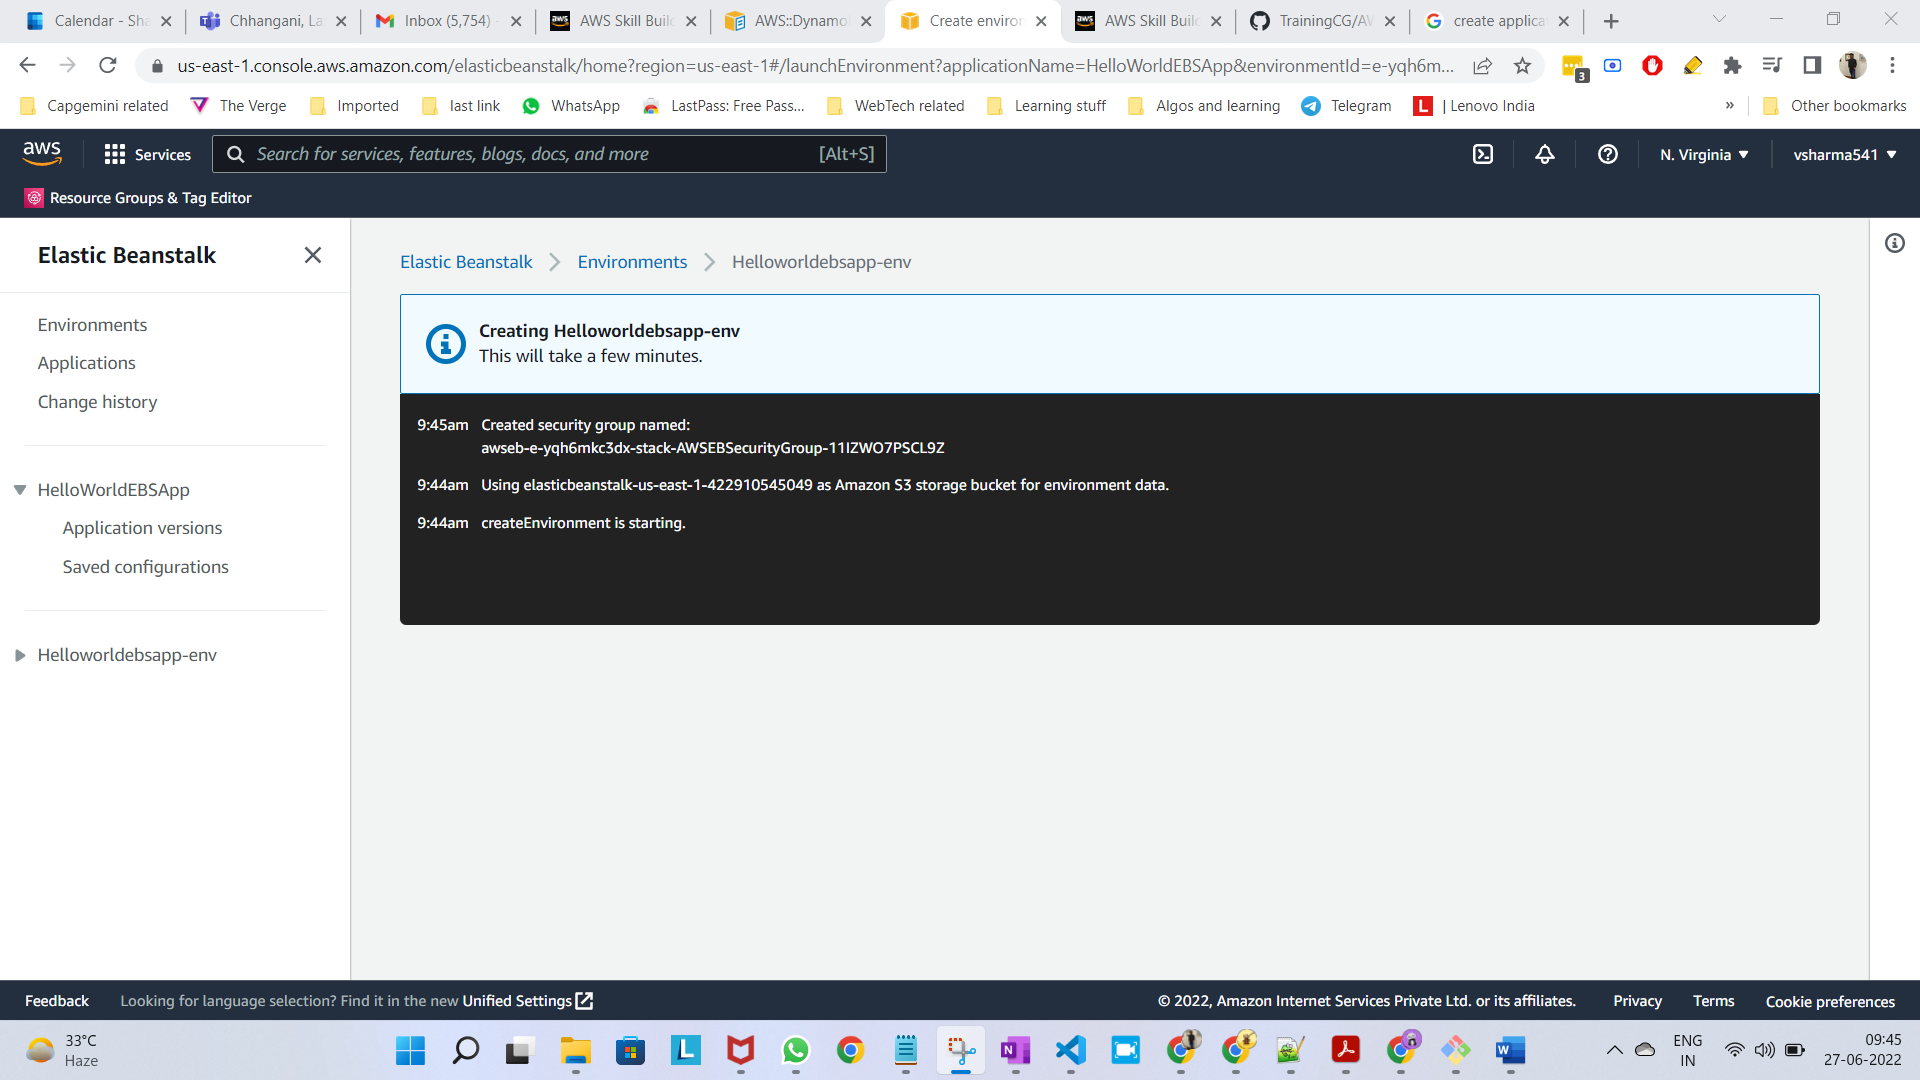 Calendar - Sha
Chhangani, La
Inbox (5,754) -
AWS Skill Build
AWS::Dynamo
Create environ
AWS Skill Build
TrainingCG/AW
create applica
us-east-1.console.aws.amazon.com/elasticbeanstalk/home?region=us-east-1#/launchEnvironment?applicationName=HelloWorldEBSApp&environmentId=e-yqh6m...
3
Capgemini related
The Verge
Imported
last link
WhatsApp
LastPass: Free Pass...
WebTech related
Learning stuff
Algos and learning
Telegram
| Lenovo India
»
Other bookmarks
aws
Services
Search for services, features, blogs, docs, and more
[Alt+S]
N. Virginia
vsharma541
Resource Groups & Tag Editor
Elastic Beanstalk
Environments
Applications
Change history
HelloWorldEBSApp
Application versions
Saved configurations
Helloworldebsapp-env
Elastic Beanstalk
Environments
Helloworldebsapp-env
Creating Helloworldebsapp-env
This will take a few minutes.
9:45am Created security group named:
awseb-e-yqh6mkc3dx-stack-AWSEBSecurityGroup-11IZWO7PSCL9Z
9:44am Using elasticbeanstalk-us-east-1-422910545049 as Amazon S3 storage bucket for environment data.
9:44am createEnvironment is starting.
Feedback
Looking for language selection? Find it in the new Unified Settings
© 2022, Amazon Internet Services Private Ltd. or its affiliates.
Privacy
Terms
Cookie preferences
33°C
Haze
ENG
IN
09:45
27-06-2022